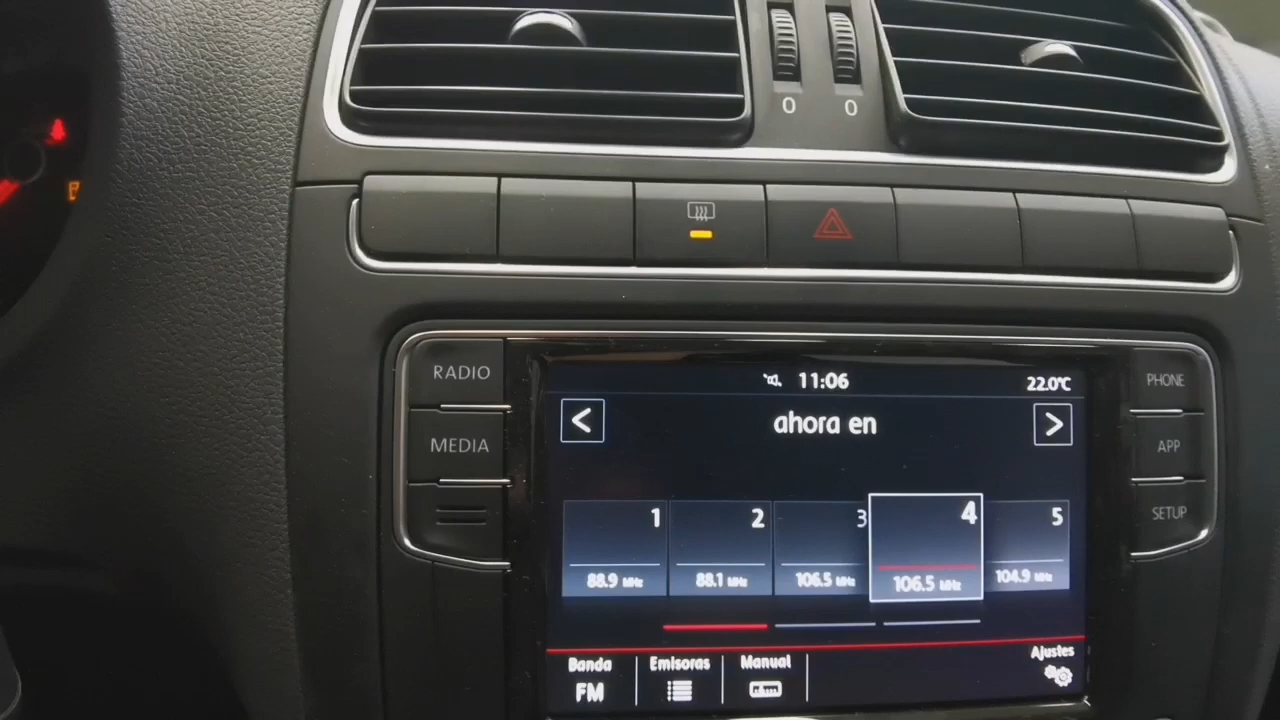 0 0
RADIO
MEDIA
PHONE
APP
SETUP
11:06
22.0°C
<
ahora en
>
1 2 3 4 5
88.9 MHz 88.1 MHz 106.5 MHz 106.5 MHz 104.9 MHz
Banda Emisoras Manual Ajustes
FM